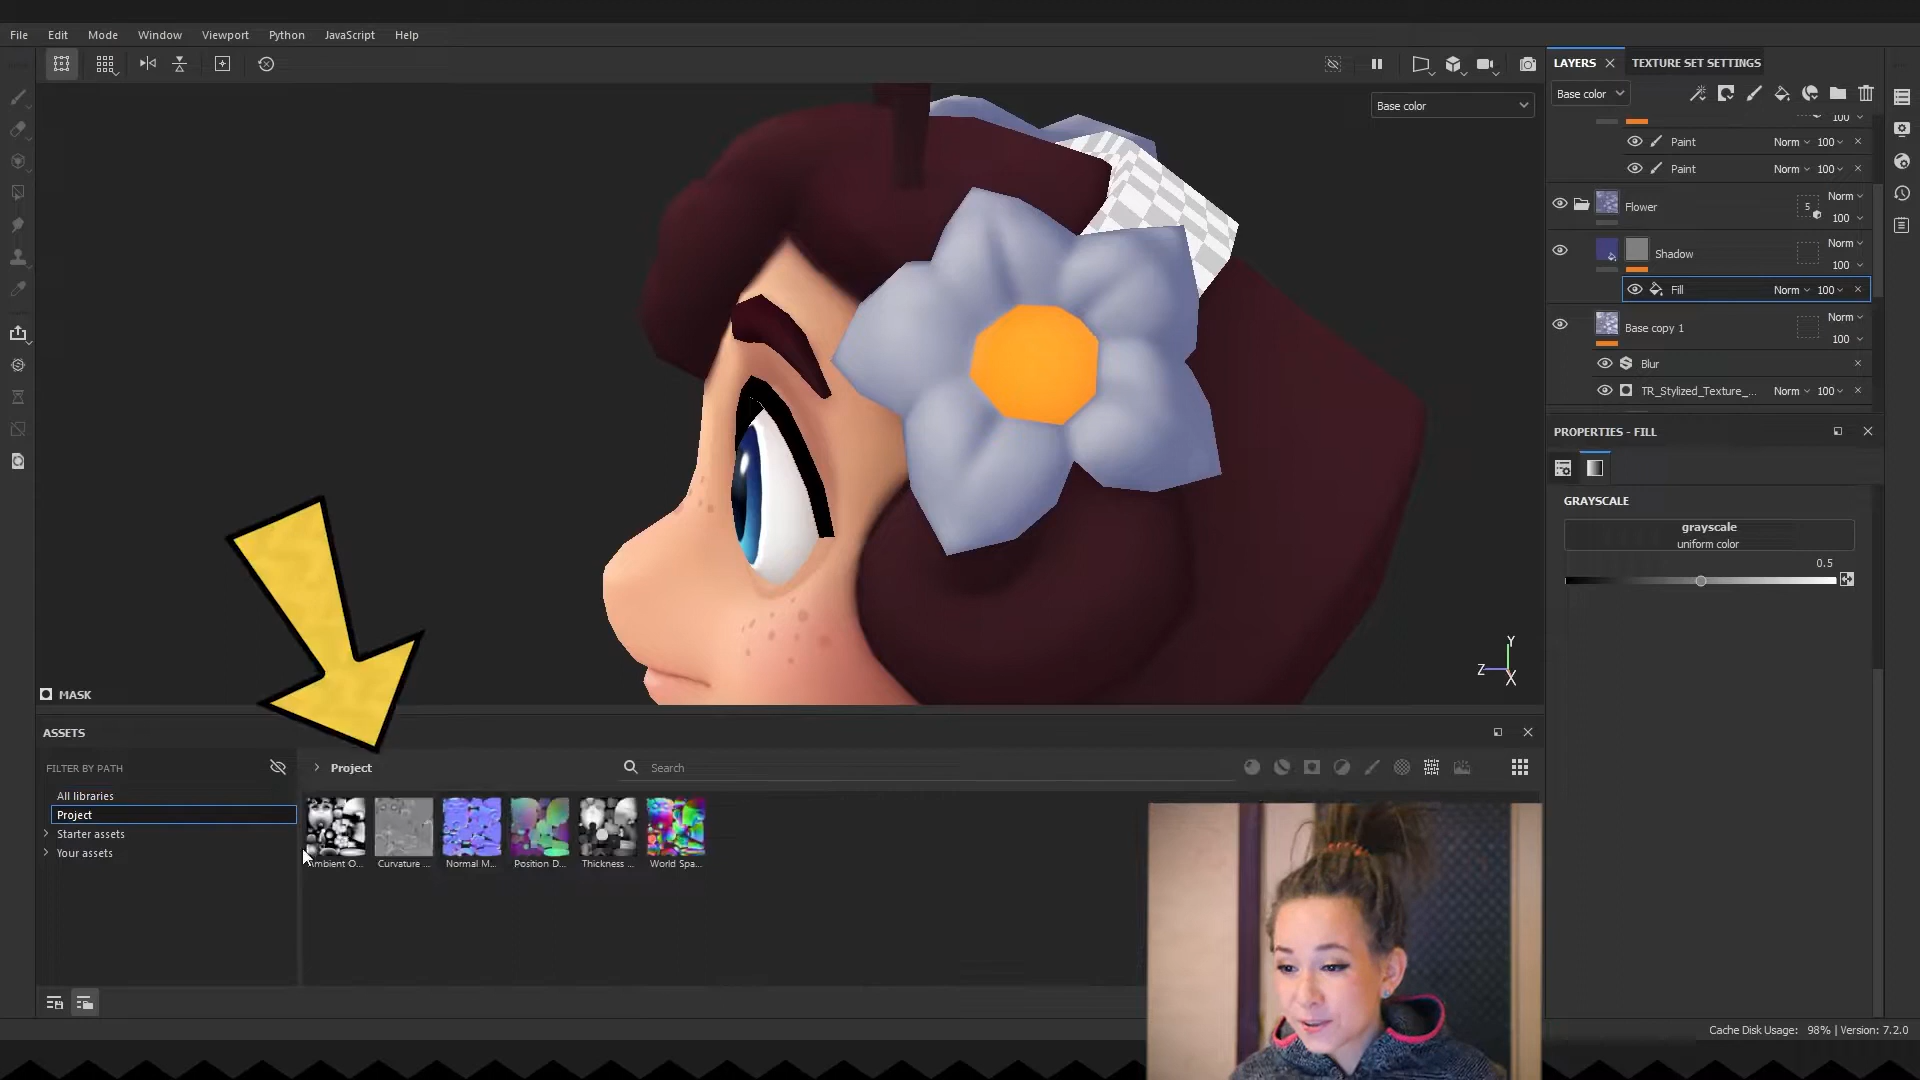 File Edit Mode Window Viewport Python JavaScript Help
LAYERS TEXTURE SET SETTINGS
Base color
Base color
100
Paint Norm 100
Paint Norm 100
Flower 5 Norm 100
Shadow Norm 100
Fill Norm 100
Base copy 1 Norm 100
Blur
TR_Stylized_Texture_... Norm 100
PROPERTIES - FILL
GRAYSCALE
grayscale
uniform color
0.5
Y
Z
X
MASK
ASSETS
FILTER BY PATH
Project
Search
All libraries
Project
Starter assets
Your assets
Ambient O... Curvature ... Normal M... Position D... Thickness ... World Spa...
Cache Disk Usage: 98% | Version: 7.2.0